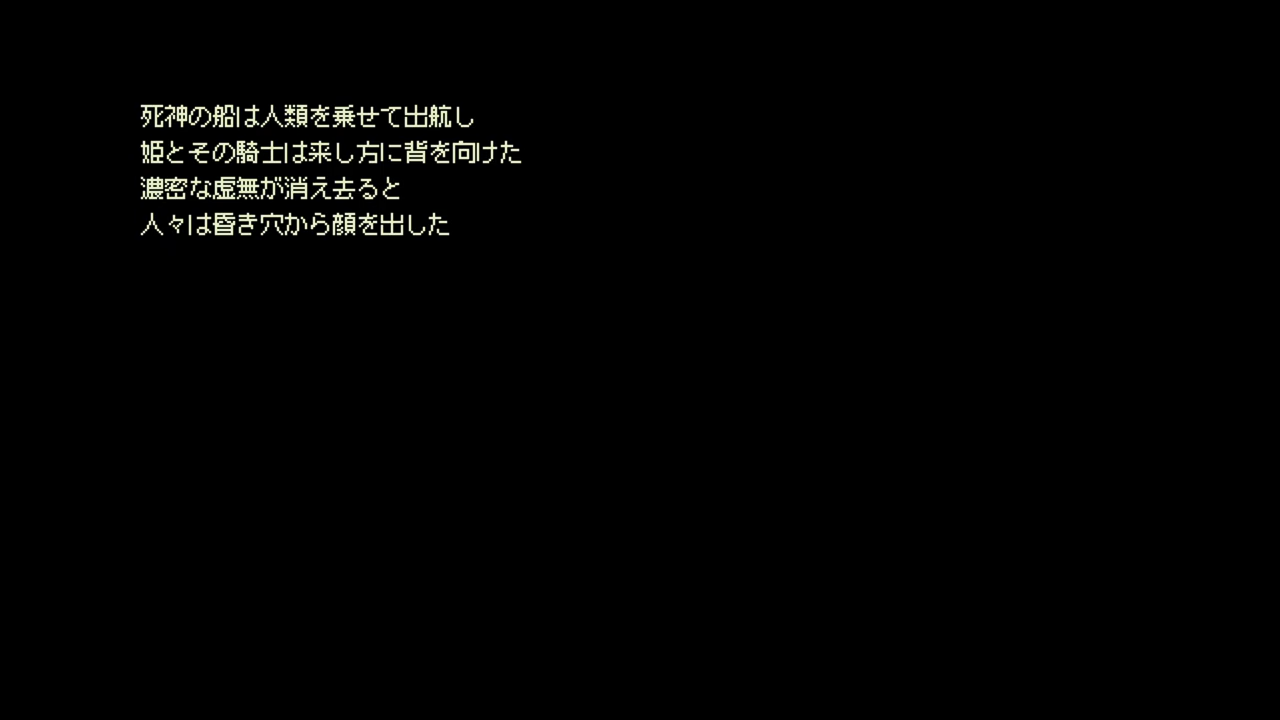 死神の船は人類を乗せて出航し
姫とその騎士は来し方に背を向けた
濃密な虚無が消え去ると
人々は昏き穴から顔を出した